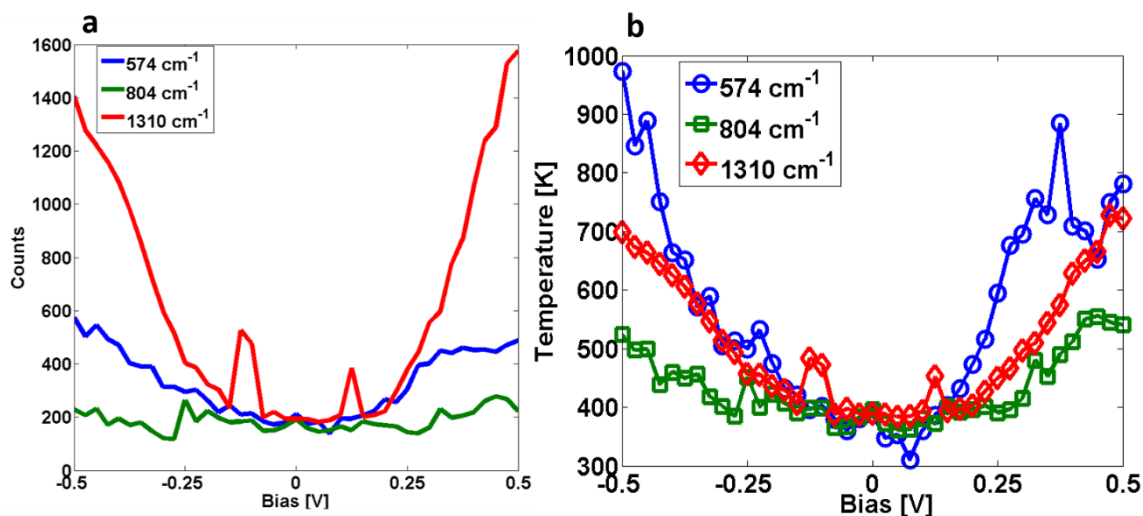 a
1600
1400
1200
1000
800
600
400
200
0
Counts
574 cm⁻¹
804 cm⁻¹
1310 cm⁻¹
-0.5 -0.25 0 0.25 0.5
Bias [V]
b
1000
900
800
700
600
500
400
300
Temperature [K]
574 cm⁻¹
804 cm⁻¹
1310 cm⁻¹
-0.5 -0.25 0 0.25 0.5
Bias [V]